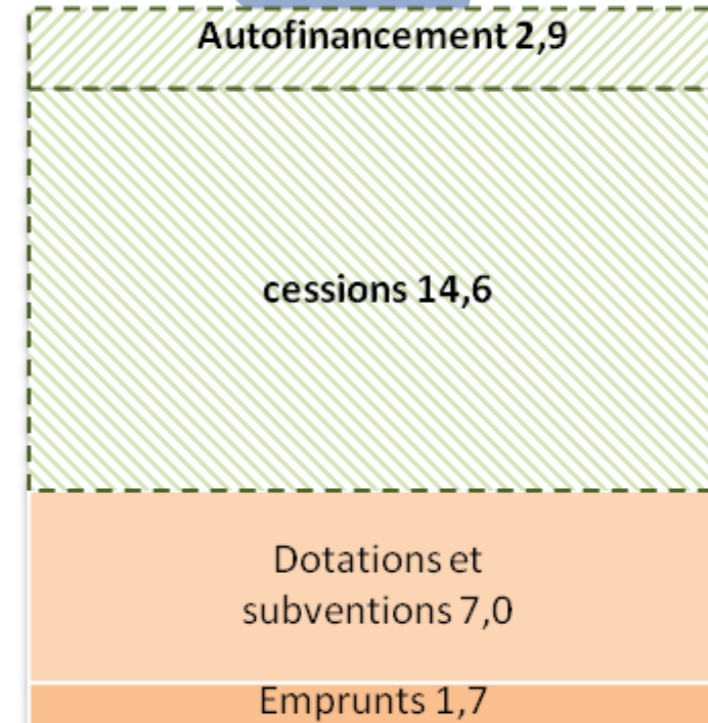 Autofinancement 2,9
cessions 14,6
Dotations et
subventions 7,0
Emprunts 1,7